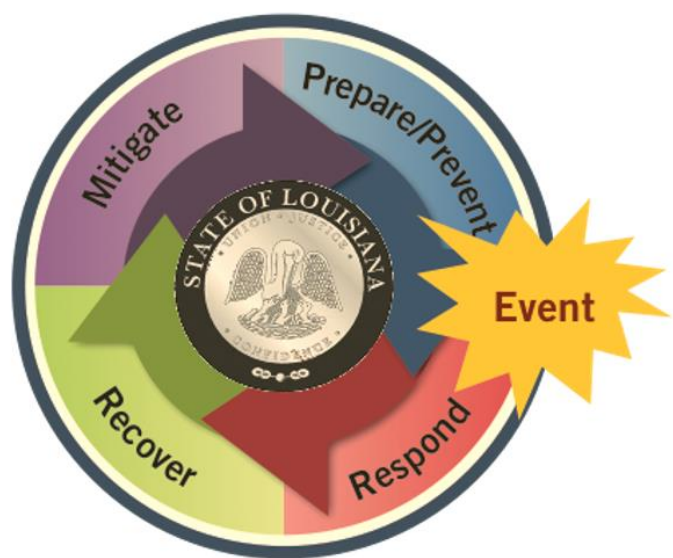 Prepare/Prevent
Event
Respond
Recover
Mitigate
STATE OF LOUISIANA
UNION · JUSTICE
CONFIDENCE